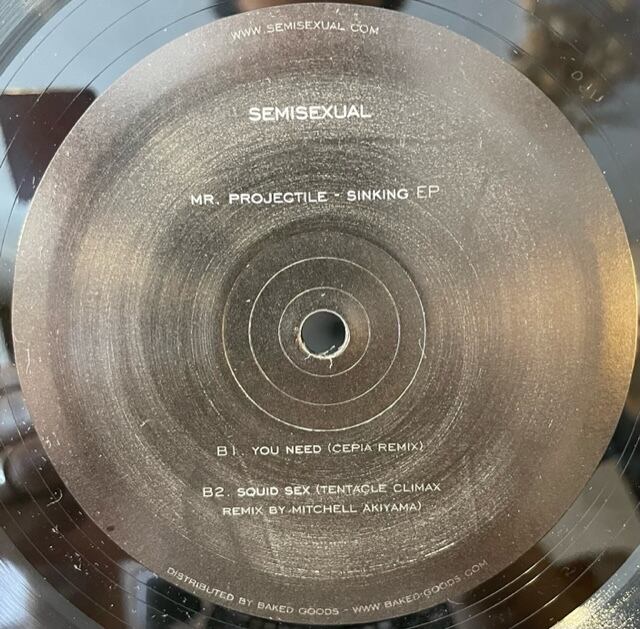 WWW.SEMISEXUAL.COM
SEMISEXUAL
MR. PROJECTILE - SINKING EP
B1. YOU NEED (CEPIA REMIX)
B2. SQUID SEX (TENTACLE CLIMAX
REMIX BY MITCHELL AKIYAMA)
DISTRIBUTED BY BAKED GOODS - WWW.BAKED-GOODS.COM